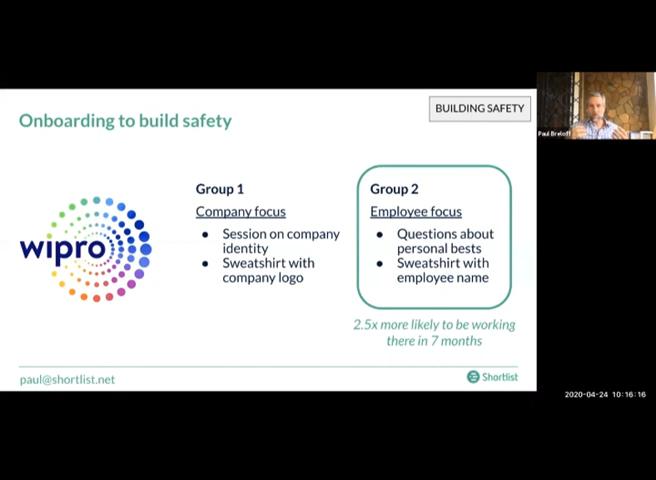 BUILDING SAFETY
Onboarding to build safety
Paul Breloff
wipro
Group 1
Company focus
● Session on company
identity
● Sweatshirt with
company logo
Group 2
Employee focus
● Questions about
personal bests
● Sweatshirt with
employee name
2.5x more likely to be working
there in 7 months
paul@shortlist.net
Shortlist
2020-04-24 10:16:16